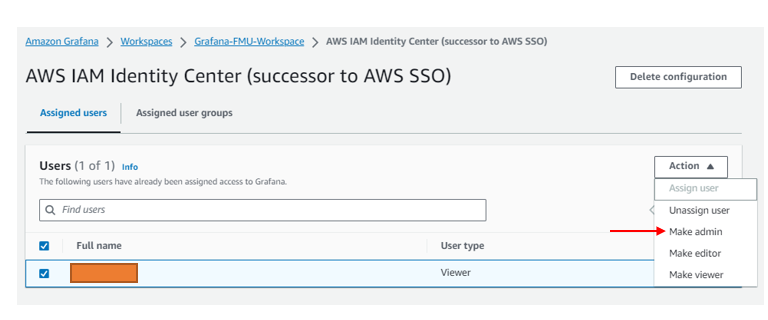 Amazon Grafana > Workspaces > Grafana-FMU-Workspace > AWS IAM Identity Center (successor to AWS SSO)
AWS IAM Identity Center (successor to AWS SSO)
Delete configuration
Assigned users
Assigned user groups
Users (1 of 1) Info
The following users have already been assigned access to Grafana.
Action
Assign user
Unassign user
Make admin
Make editor
Make viewer
Find users
Full name
User type
Viewer